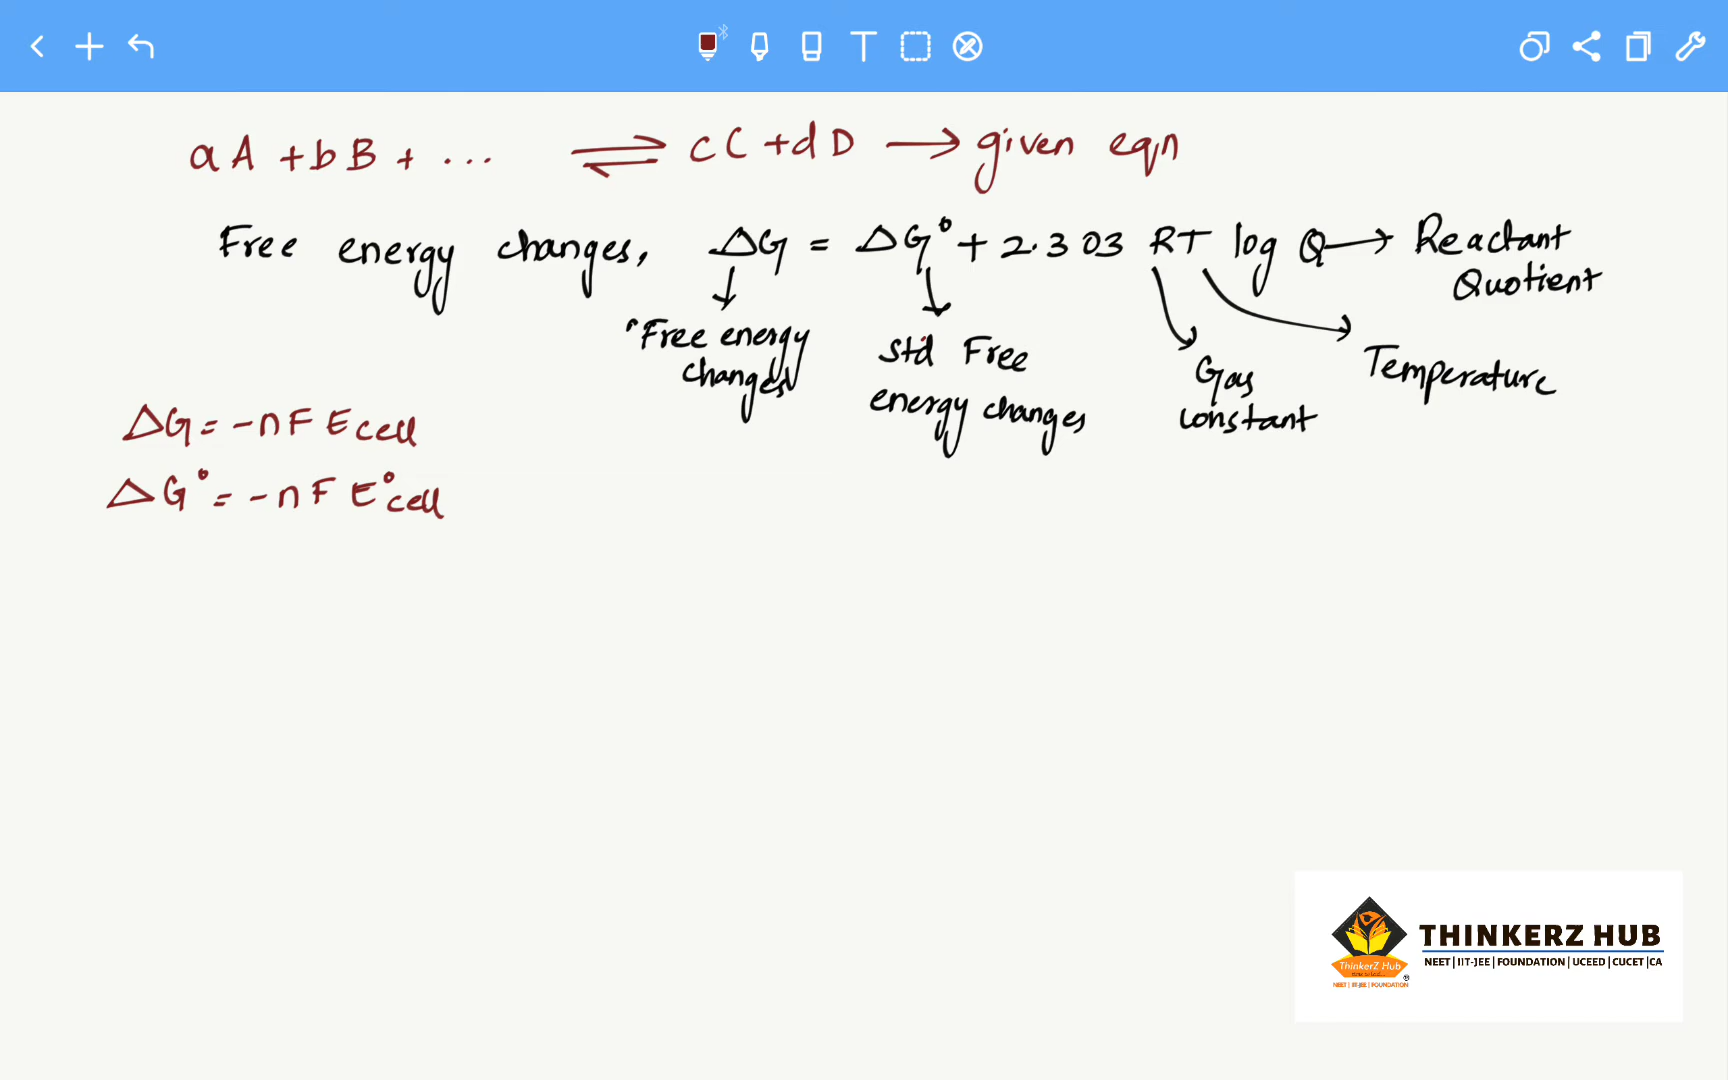 aA + bB + ... ⇌ cC + dD → given eqn
Free energy changes, ΔG = ΔG° + 2.303 RT log Q → Reactant
Quotient
Free energy
changes
std Free
energy changes
Gas
constant
Temperature
ΔG = -nFEcell
ΔG° = -nFE°cell
THINKERZ HUB
NEET | IIT-JEE | FOUNDATION | UCEED | CUCET |CA
ThinkerZ Hub
NEET | IIT-JEE | FOUNDATION